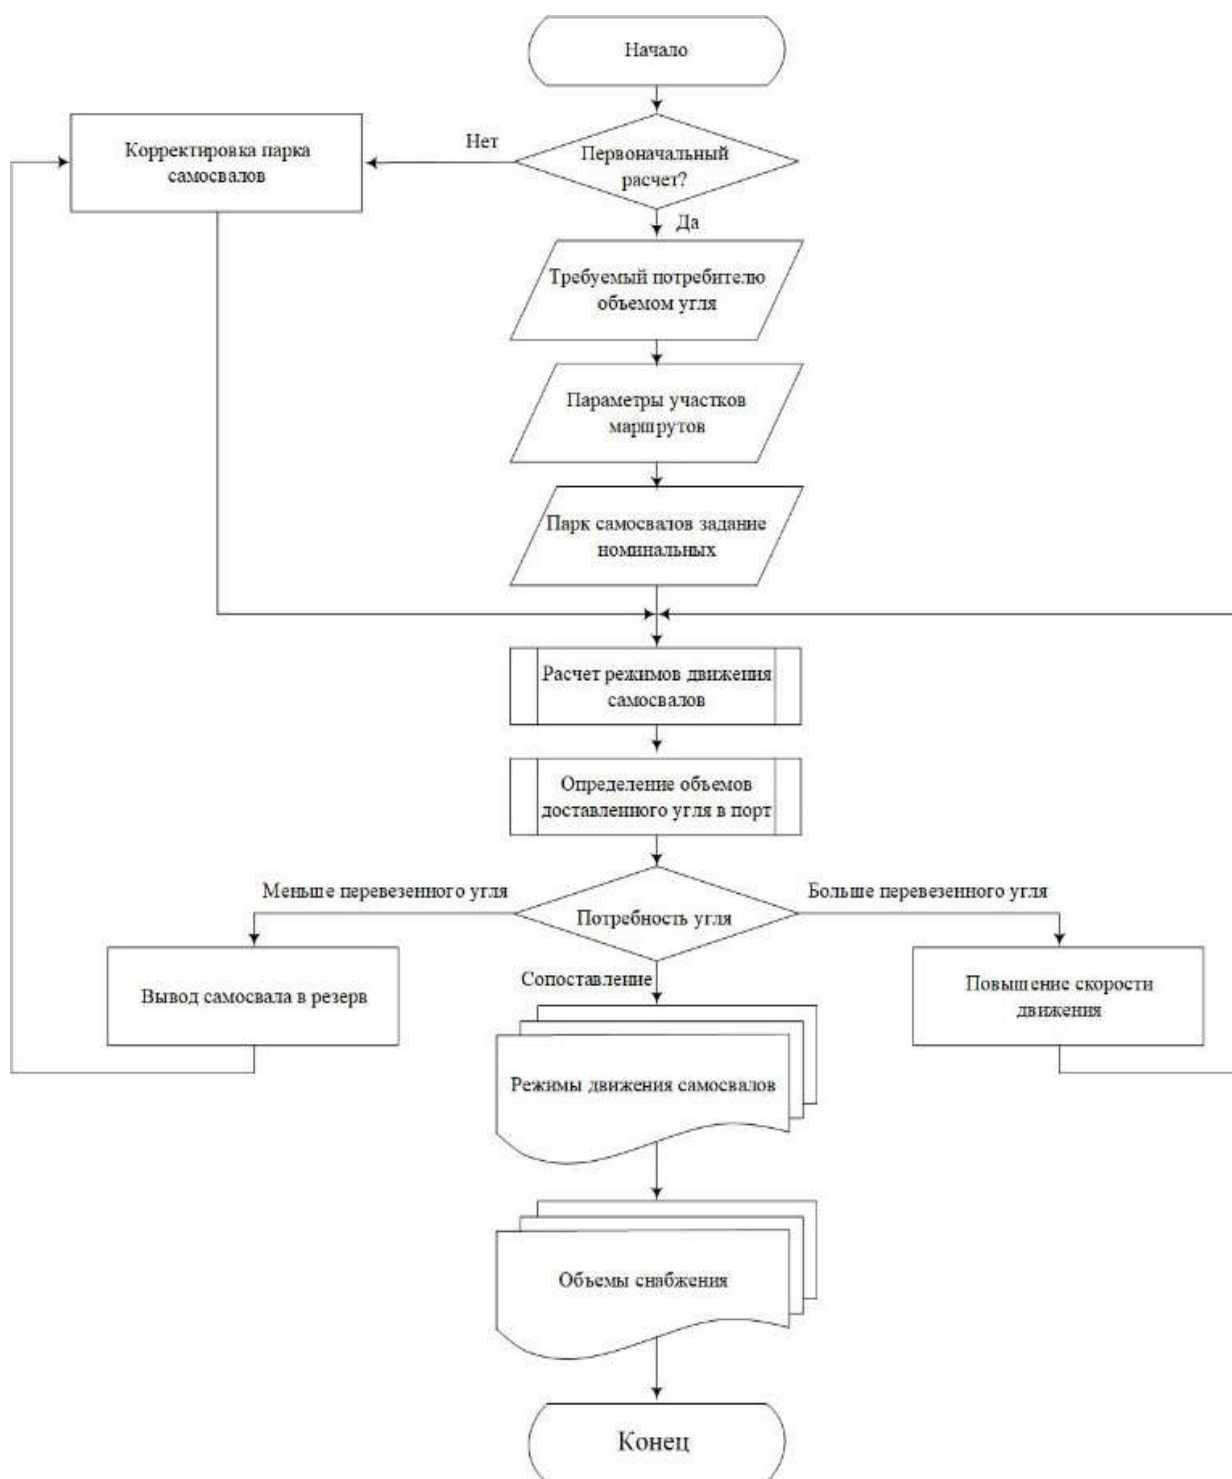 Начало
Нет
Корректировка парка
самосвалов
Первоначальный
расчет?
Да
Требуемый потребителю
объемом угля
Параметры участков
маршрутов
Парк самосвалов задание
номинальных
Расчет режимов движения
самосвалов
Определение объемов
доставленного угля в порт
Меньше перевезенного угля
Больше перевезенного угля
Потребность угля
Сопоставление
Вывод самосвала в резерв
Повышение скорости
движения
Режимы движения самосвалов
Объемы снабжения
Конец